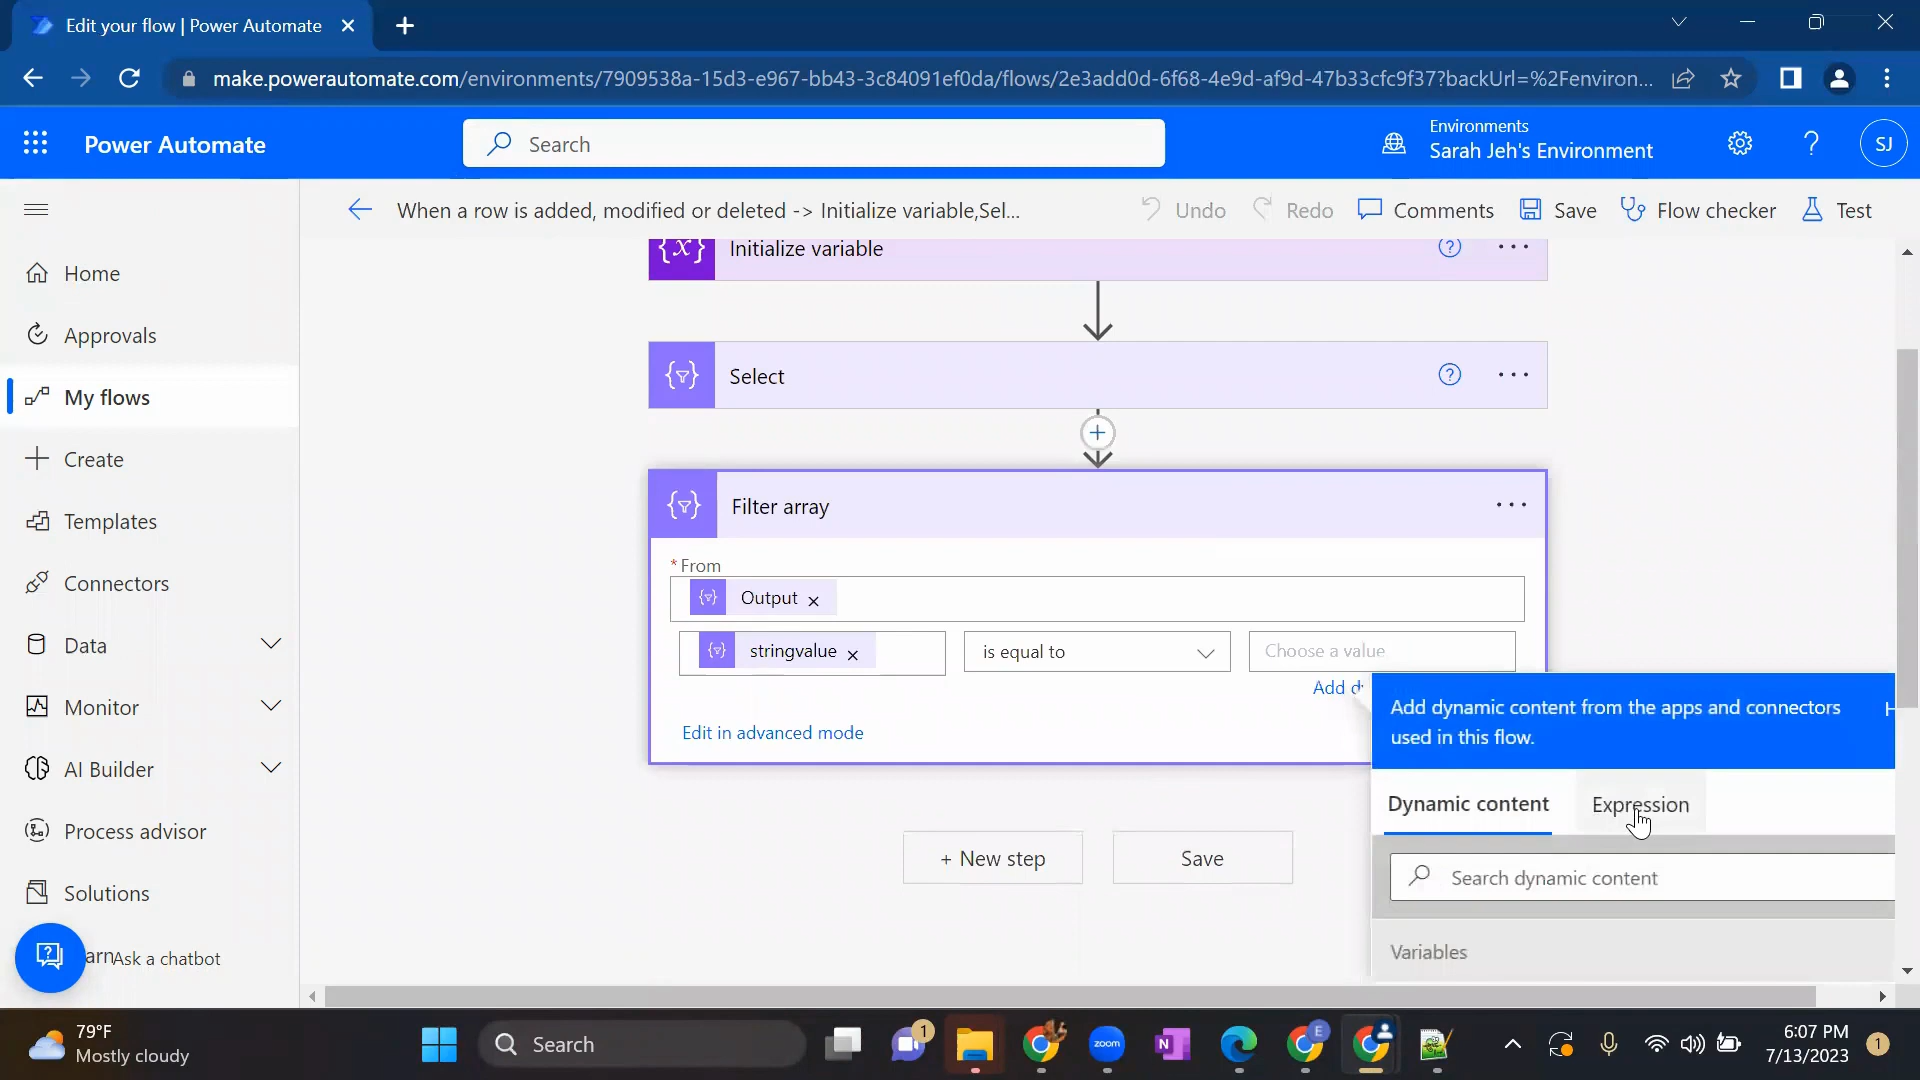 Edit your flow | Power Automate
make.powerautomate.com/environments/7909538a-15d3-e967-bb43-3c84091ef0da/flows/2e3add0d-6f68-4e9d-af9d-47b33cfc9f37?backUrl=%2Fenviron...
Power Automate
Search
Environments
Sarah Jeh's Environment
SJ
When a row is added, modified or deleted -> Initialize variable,Sel...
Undo
Redo
Comments
Save
Flow checker
Test
Home
Approvals
My flows
Create
Templates
Connectors
Data
Monitor
AI Builder
Process advisor
Solutions
arn
Ask a chatbot
{x} Initialize variable
Select
Filter array
* From
Output
stringvalue
is equal to
Choose a value
Add d
Edit in advanced mode
+ New step
Save
Add dynamic content from the apps and connectors
used in this flow.
H
Dynamic content
Expression
Search dynamic content
Variables
79°F
Mostly cloudy
Search
1
zoom
N
E
6:07 PM
7/13/2023
1